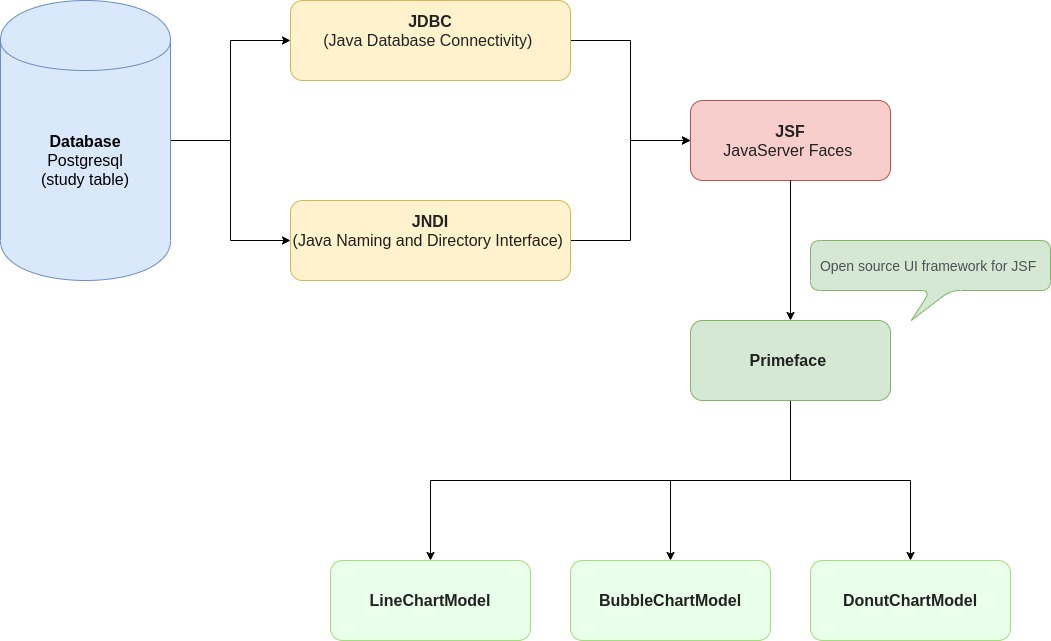 JDBC
(Java Database Connectivity)
Database
Postgresql
(study table)
JSF
JavaServer Faces
JNDI
(Java Naming and Directory Interface)
Open source UI framework for JSF
Primeface
LineChartModel
BubbleChartModel
DonutChartModel